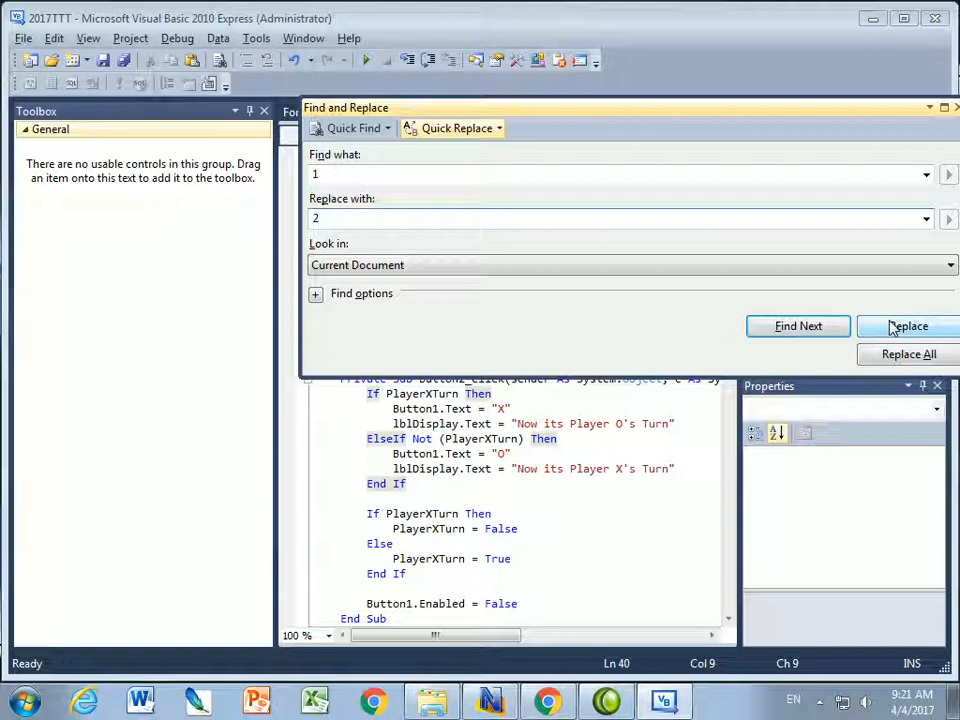 2017TTT - Microsoft Visual Basic 2010 Express (Administrator)
File Edit View Project Debug Data Tools Window Help
Toolbox
General
There are no usable controls in this group. Drag
an item onto this text to add it to the toolbox.
Find and Replace
Quick Find
Quick Replace
Find what:
1
Replace with:
2
Look in:
Current Document
Find options
Find Next
Replace All
If PlayerXTurn Then
Button1.Text = "X"
lblDisplay.Text = "Now its Player O's Turn"
ElseIf Not (PlayerXTurn) Then
Button1.Text = "O"
lblDisplay.Text = "Now its Player X's Turn"
End If
If PlayerXTurn Then
PlayerXTurn = False
Else
PlayerXTurn = True
End If
Button1.Enabled = False
End Sub
100 %
Properties
Ready
Ln 40
Col 9
Ch 9
INS
EN
9:21 AM
4/4/2017